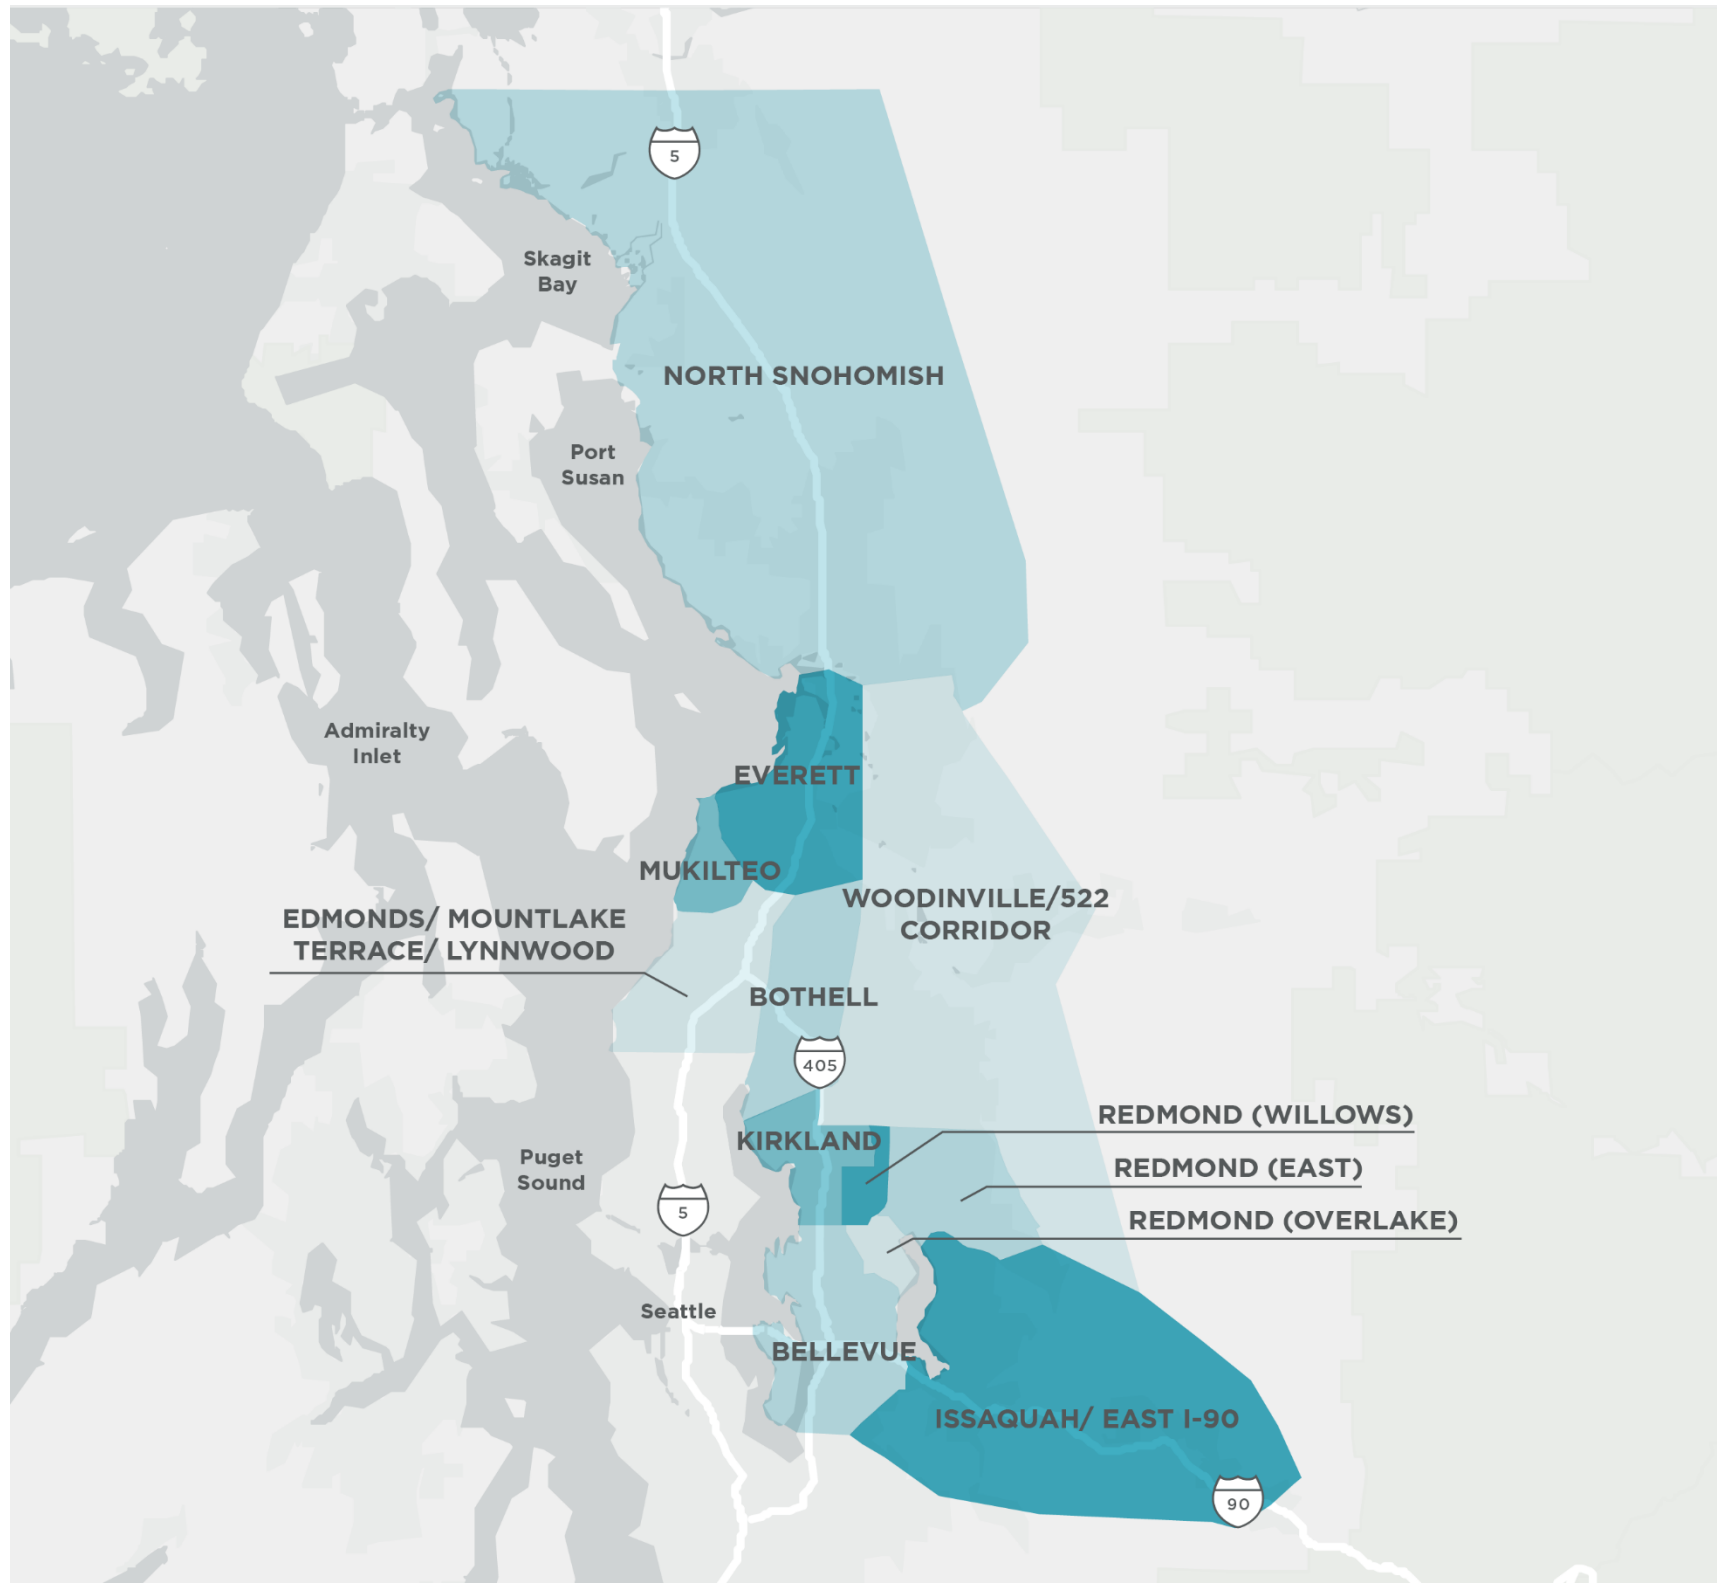 5
Skagit
Bay
NORTH SNOHOMISH
Port
Susan
Admiralty
Inlet
EVERETT
MUKILTEO
WOODINVILLE/522
CORRIDOR
EDMONDS/ MOUNTLAKE
TERRACE/ LYNNWOOD
BOTHELL
405
REDMOND (WILLOWS)
KIRKLAND
REDMOND (EAST)
Puget
Sound
5
REDMOND (OVERLAKE)
Seattle
BELLEVUE
ISSAQUAH/ EAST I-90
90